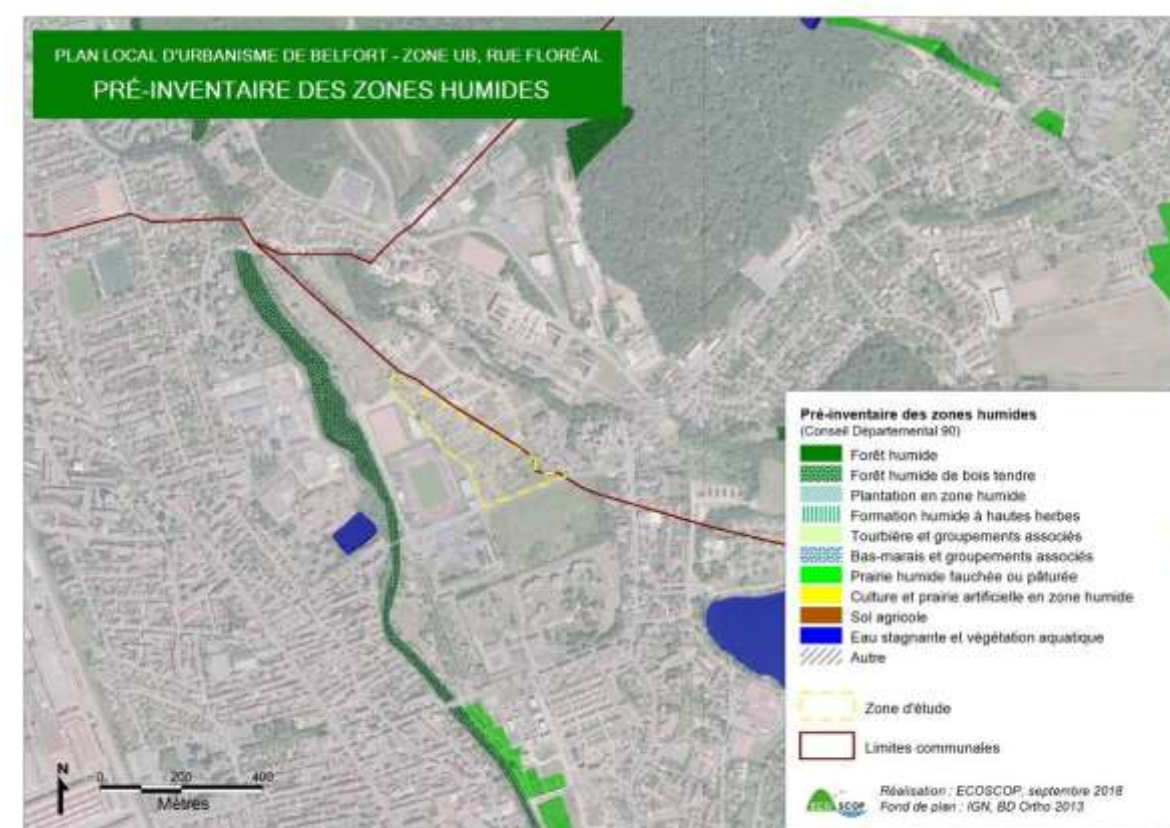 PLAN LOCAL D'URBANISME DE BELFORT - ZONE UB, RUE FLORÉAL
PRÉ-INVENTAIRE DES ZONES HUMIDES
Pré-inventaire des zones humides
(Conseil Départemental 90)
Forêt humide
Forêt humide de bois tendre
Plantation en zone humide
Formation humide à hautes herbes
Tourbière et groupements associés
Bas-marais et groupements associés
Prairie humide fauchée ou pâturée
Culture et prairie artificielle en zone humide
Sol agricole
Eau stagnante et végétation aquatique
Autre
Zone d'étude
Limites communales
N
0 200 400
Mètres
ECOSCOP
Réalisation : ECOSCOP, septembre 2018
Fond de plan : IGN, BD Ortho 2013